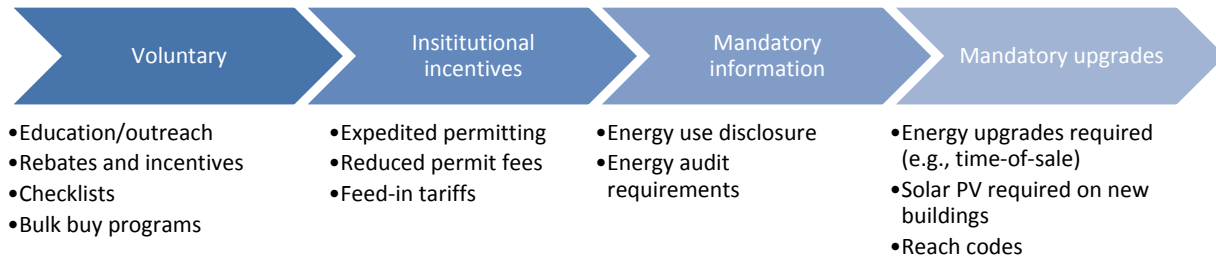 Voluntary
Insititutional
incentives
Mandatory
information
Mandatory upgrades
•Education/outreach
•Rebates and incentives
•Checklists
•Bulk buy programs
•Expedited permitting
•Reduced permit fees
•Feed-in tariffs
•Energy use disclosure
•Energy audit
requirements
•Energy upgrades required
(e.g., time-of-sale)
•Solar PV required on new
buildings
•Reach codes